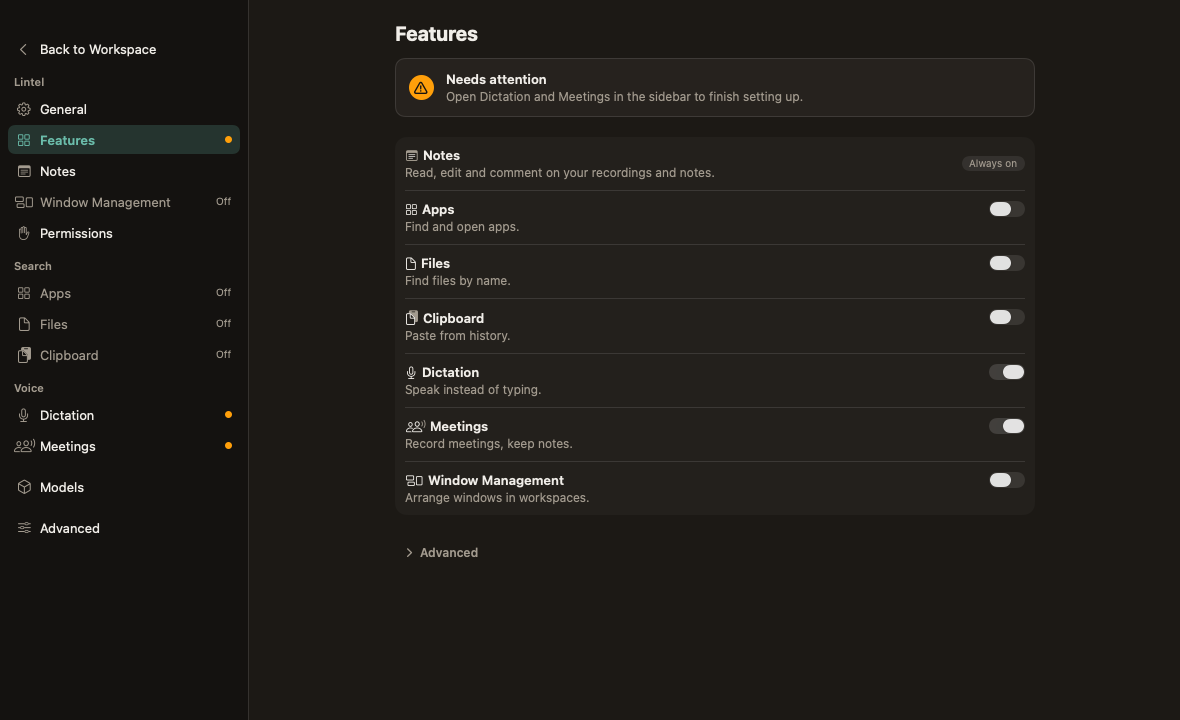 Back to Workspace
Lintel
General
Features
Notes
Window Management Off
Permissions
Search
Apps Off
Files Off
Clipboard Off
Voice
Dictation
Meetings
Models
Advanced
Features
Needs attention
Open Dictation and Meetings in the sidebar to finish setting up.
Notes
Read, edit and comment on your recordings and notes.
Always on
Apps
Find and open apps.
Files
Find files by name.
Clipboard
Paste from history.
Dictation
Speak instead of typing.
Meetings
Record meetings, keep notes.
Window Management
Arrange windows in workspaces.
Advanced